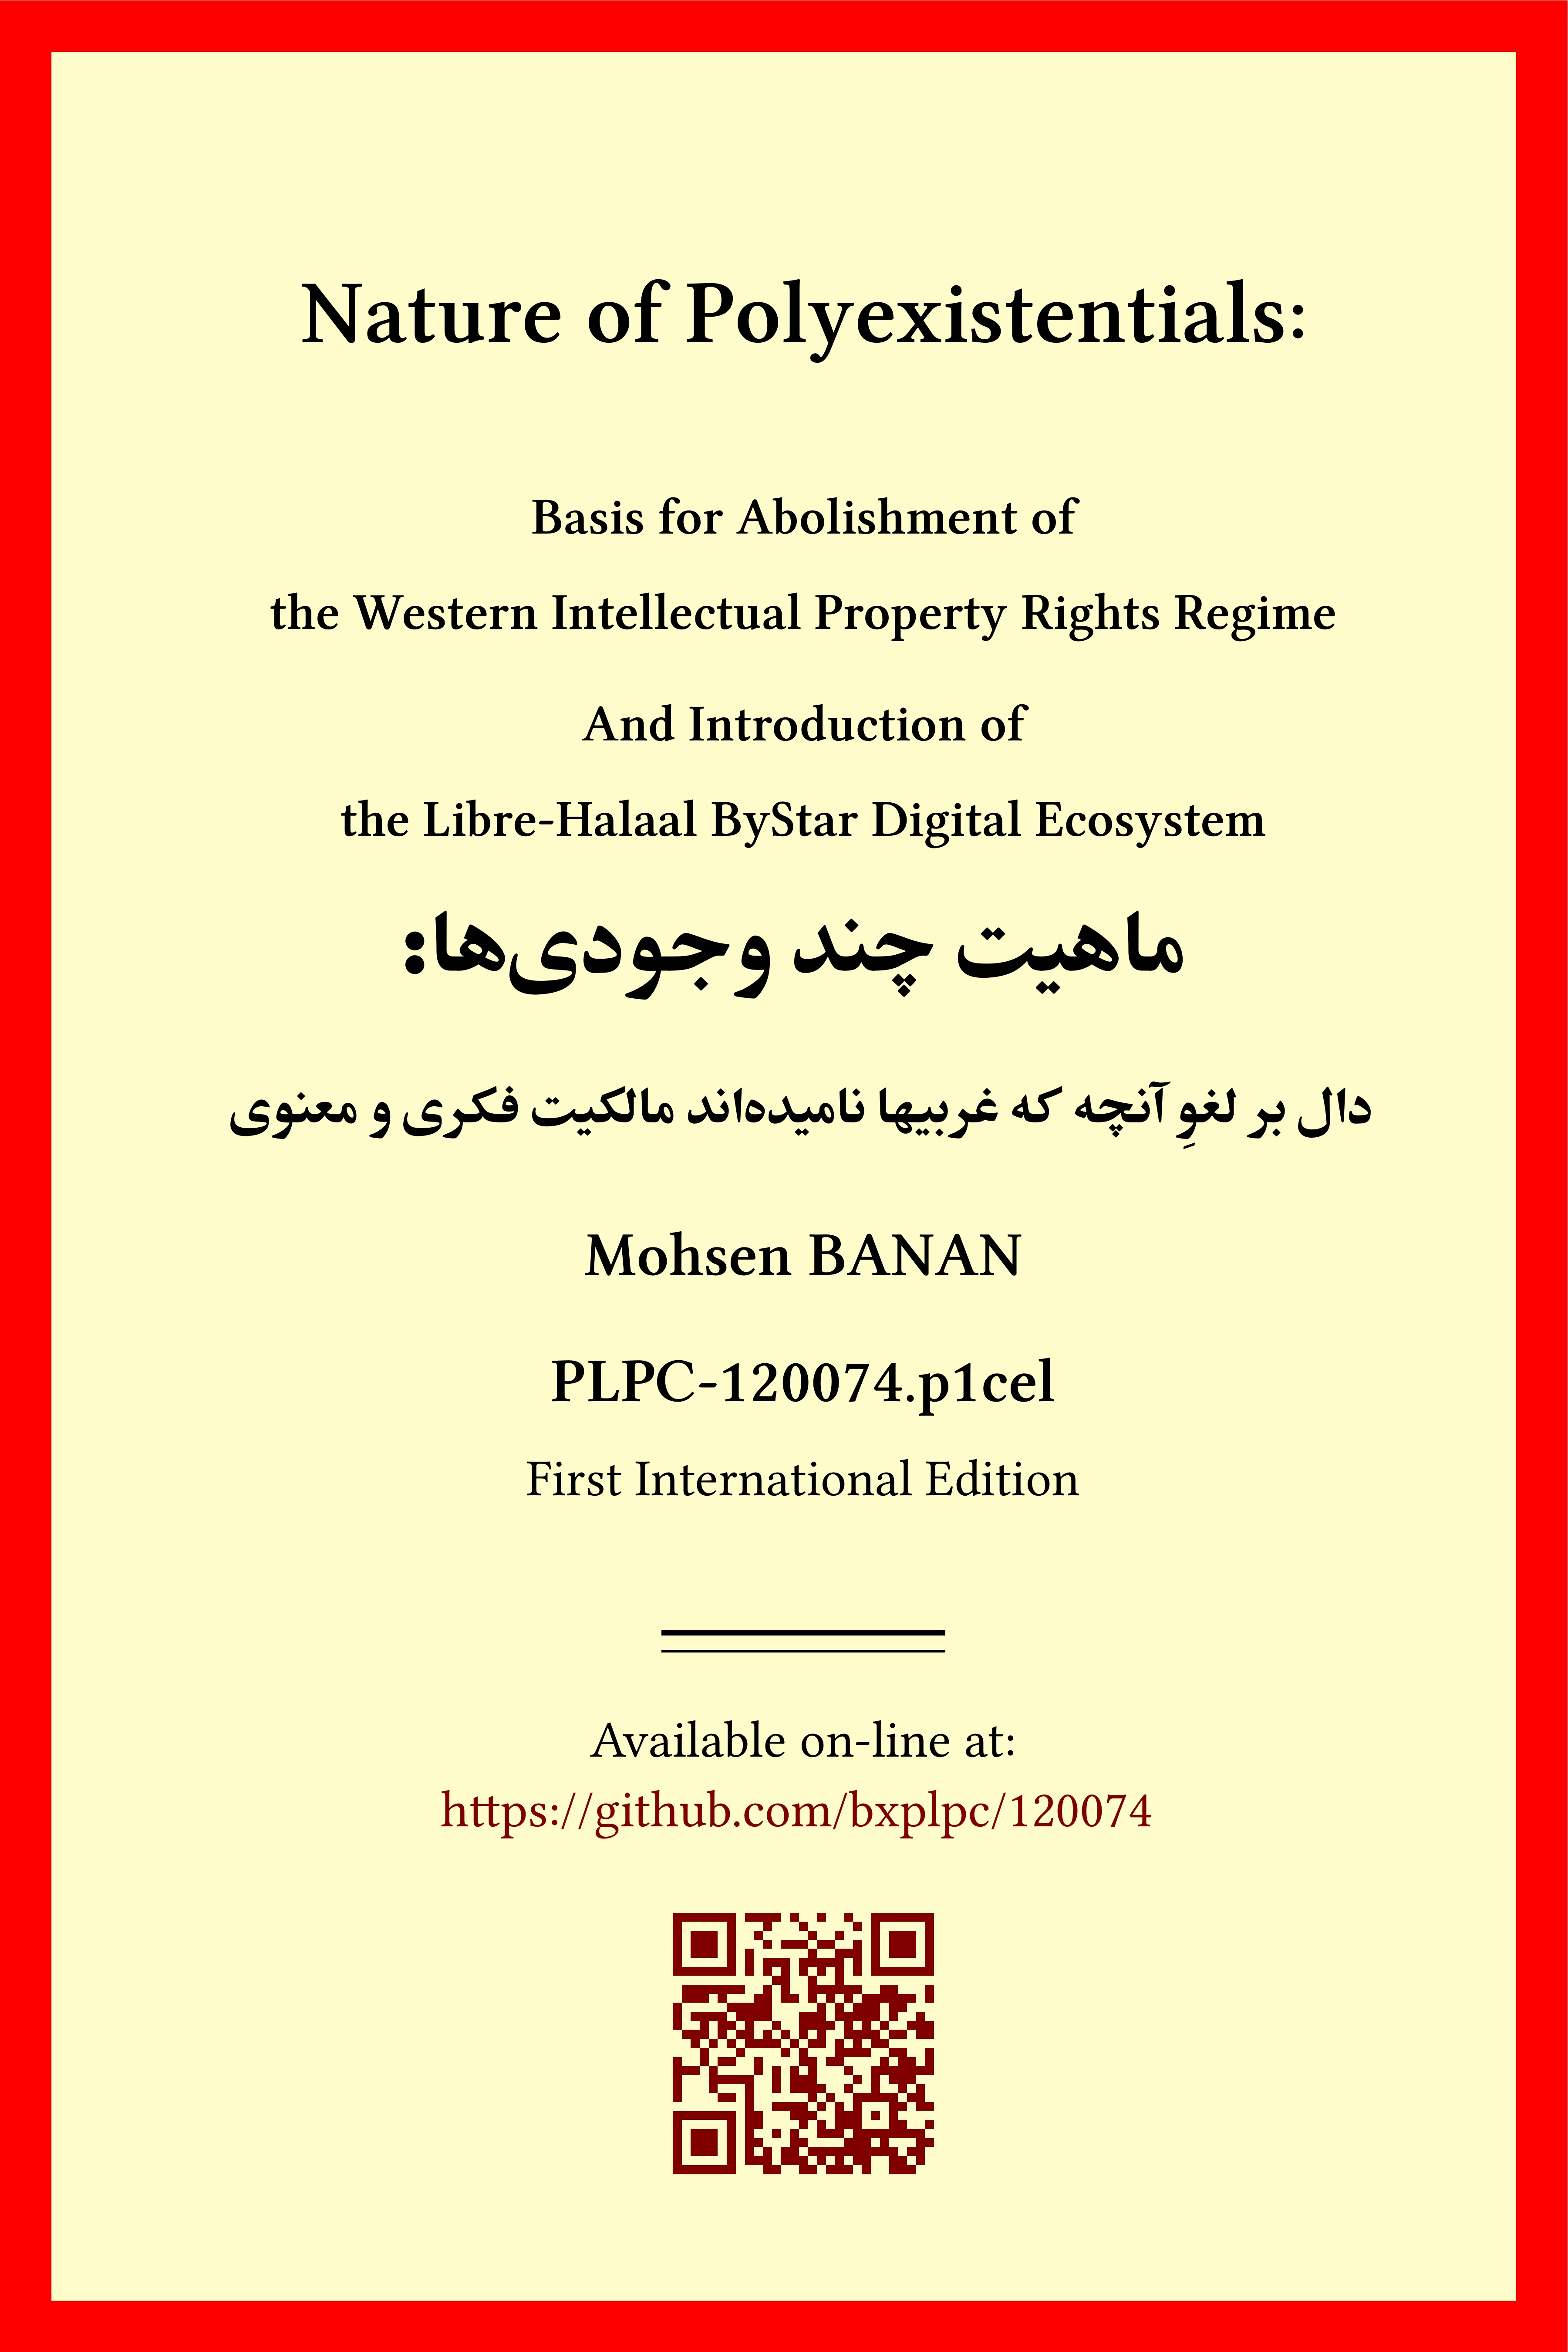 Nature of Polyexistentials:
Basis for Abolishment of
the Western Intellectual Property Rights Regime
And Introduction of
the Libre-Halaal ByStar Digital Ecosystem
ماهیت چند وجودی‌ها:
دال بر لغوِ آنچه که غربیها نامیده‌اند مالکیت فکری و معنوی
Mohsen BANAN
PLPC-120074.p1cel
First International Edition
Available on-line at:
https://github.com/bxplpc/120074